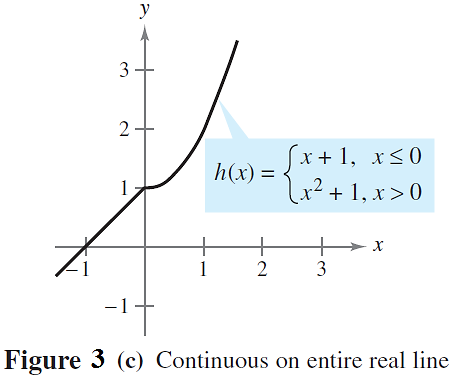 y
3
2
h(x) = { x + 1, x ≤ 0
x² + 1, x > 0
1
x
−1 1 2 3
−1
Figure 3 (c) Continuous on entire real line